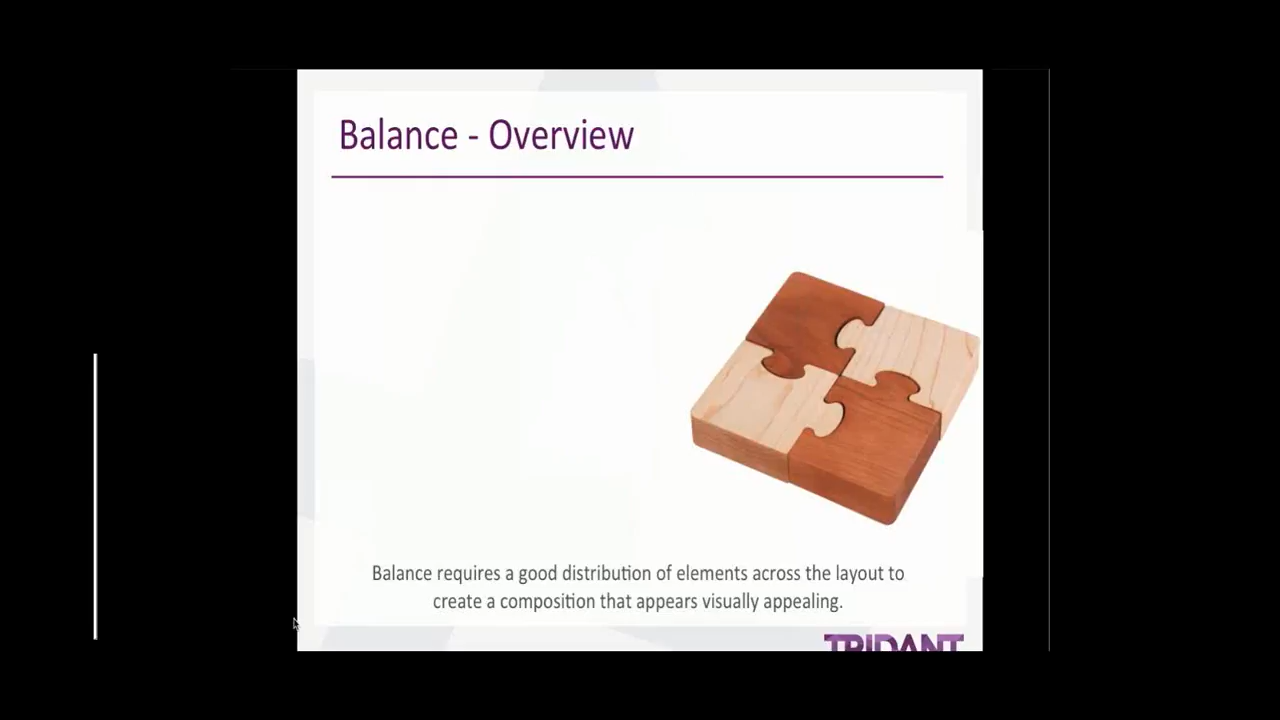 Balance - Overview
Balance requires a good distribution of elements across the layout to
create a composition that appears visually appealing.
TRIDANT